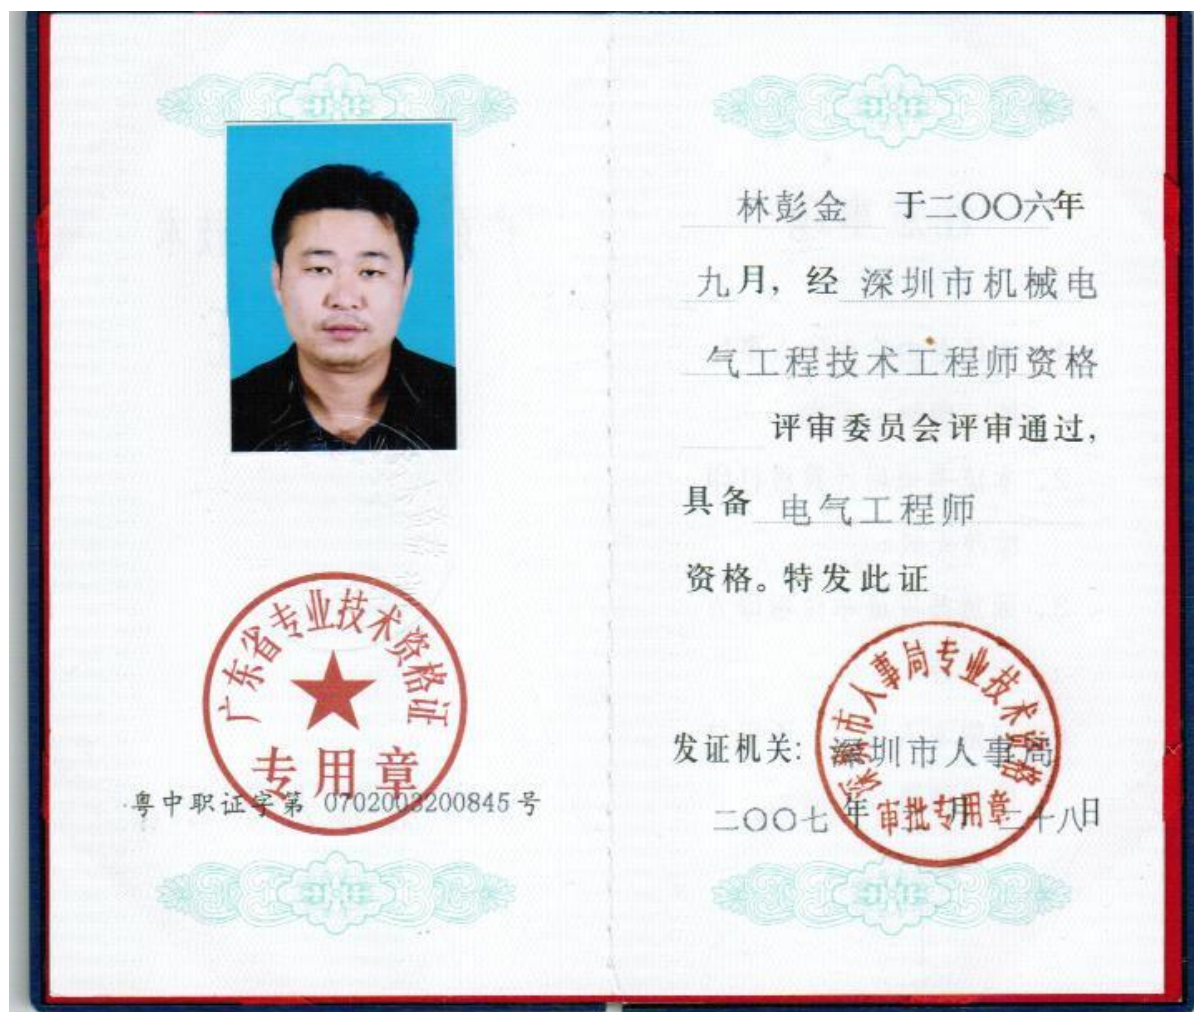 广东省专业技术资格证
专用章
粤中职证字第 0702003200845 号
林彭金 于二〇〇六年
九月，经 深圳市机械电
气工程技术工程师资格
评审委员会评审通过，
具备 电气工程师
资格。特发此证
深圳市人事局专业技术资格
审批专用章
发证机关：深圳市人事局
二〇〇七年 月二十八日